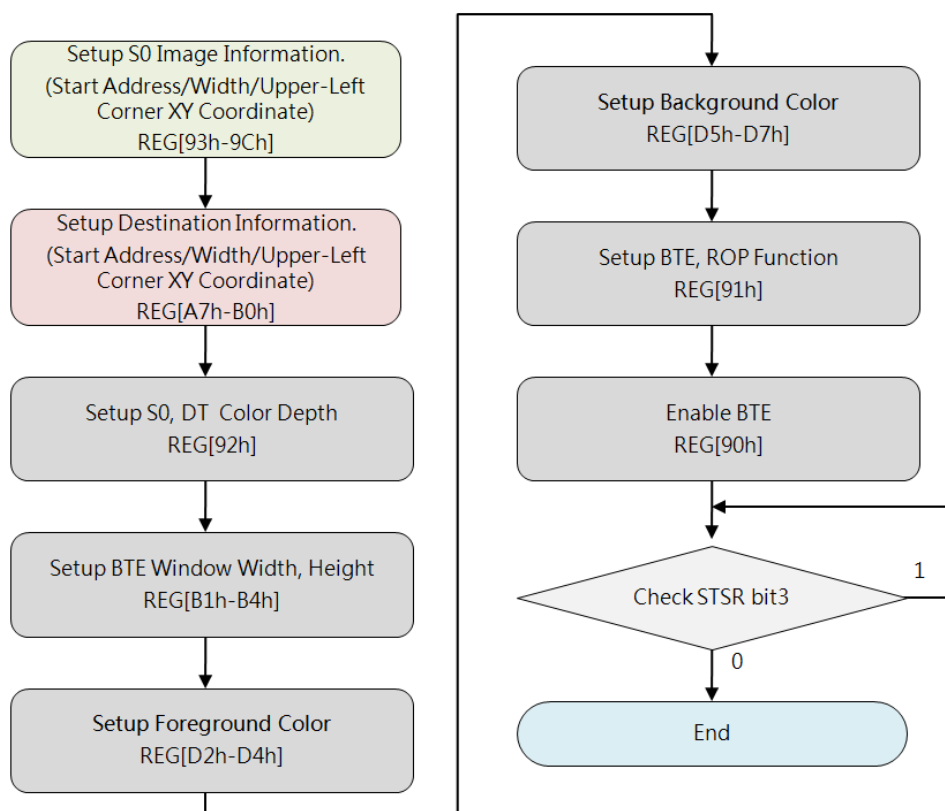 Setup S0 Image Information.
(Start Address/Width/Upper-Left
Corner XY Coordinate)
REG[93h-9Ch]
Setup Destination Information.
(Start Address/Width/Upper-Left
Corner XY Coordinate)
REG[A7h-B0h]
Setup S0, DT Color Depth
REG[92h]
Setup BTE Window Width, Height
REG[B1h-B4h]
Setup Foreground Color
REG[D2h-D4h]
Setup Background Color
REG[D5h-D7h]
Setup BTE, ROP Function
REG[91h]
Enable BTE
REG[90h]
Check STSR bit3
1
0
End